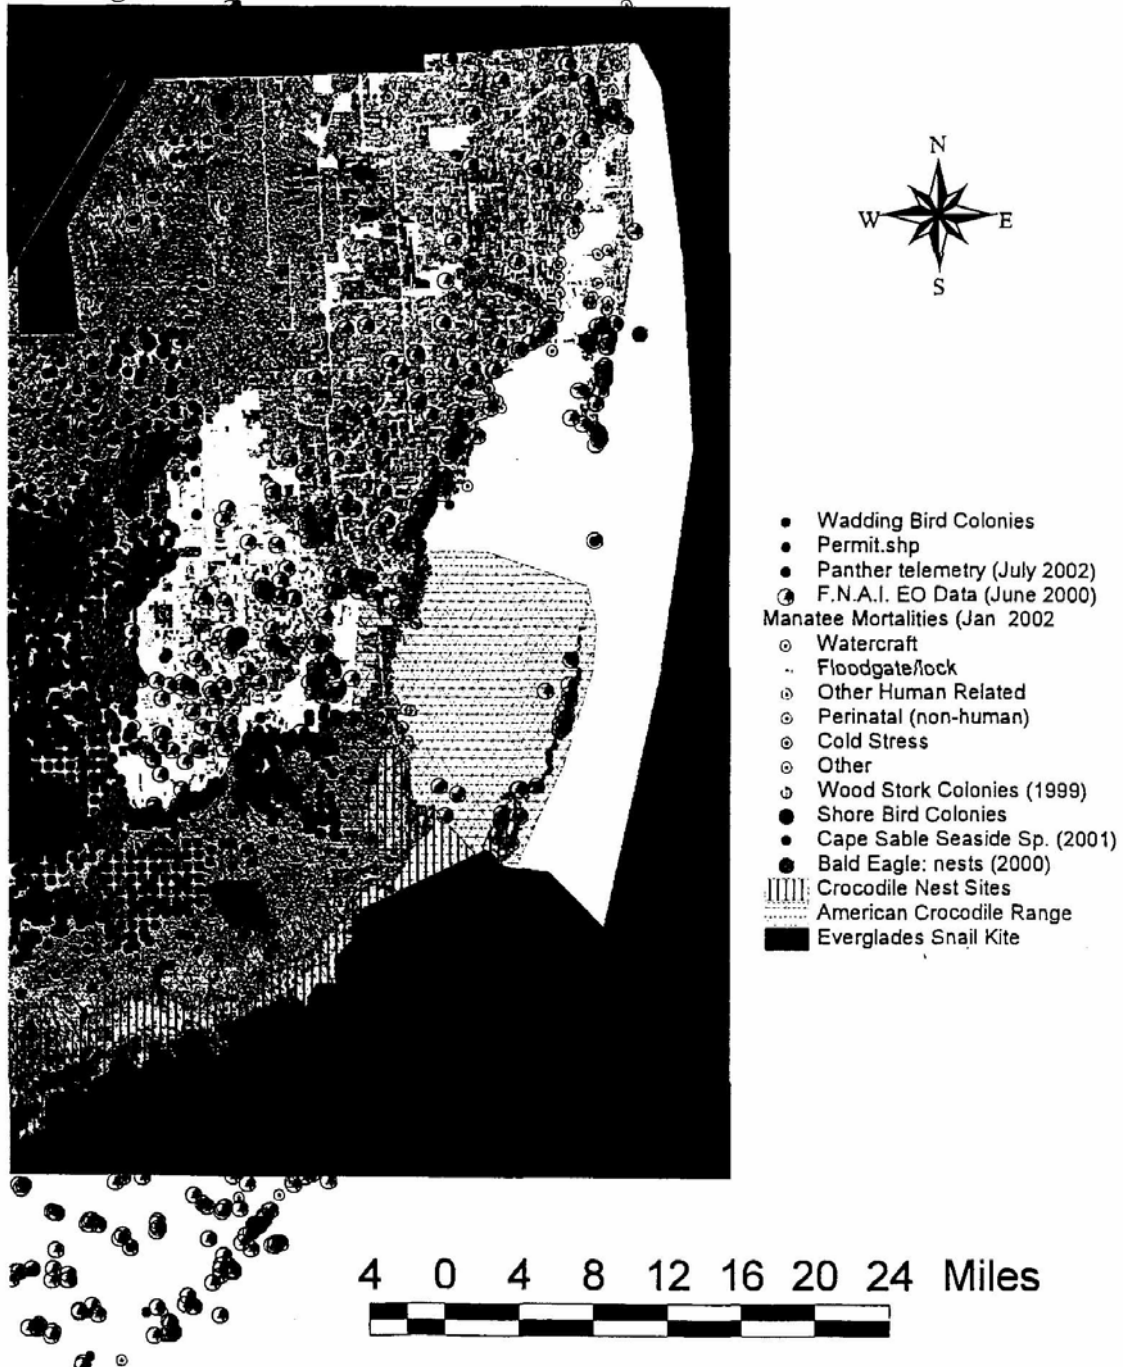 N
W E
S
Wadding Bird Colonies
Permit.shp
Panther telemetry (July 2002)
F.N.A.I. EO Data (June 2000)
Manatee Mortalities (Jan 2002
Watercraft
Floodgate/lock
Other Human Related
Perinatal (non-human)
Cold Stress
Other
Wood Stork Colonies (1999)
Shore Bird Colonies
Cape Sable Seaside Sp. (2001)
Bald Eagle: nests (2000)
Crocodile Nest Sites
American Crocodile Range
Everglades Snail Kite
4 0 4 8 12 16 20 24 Miles